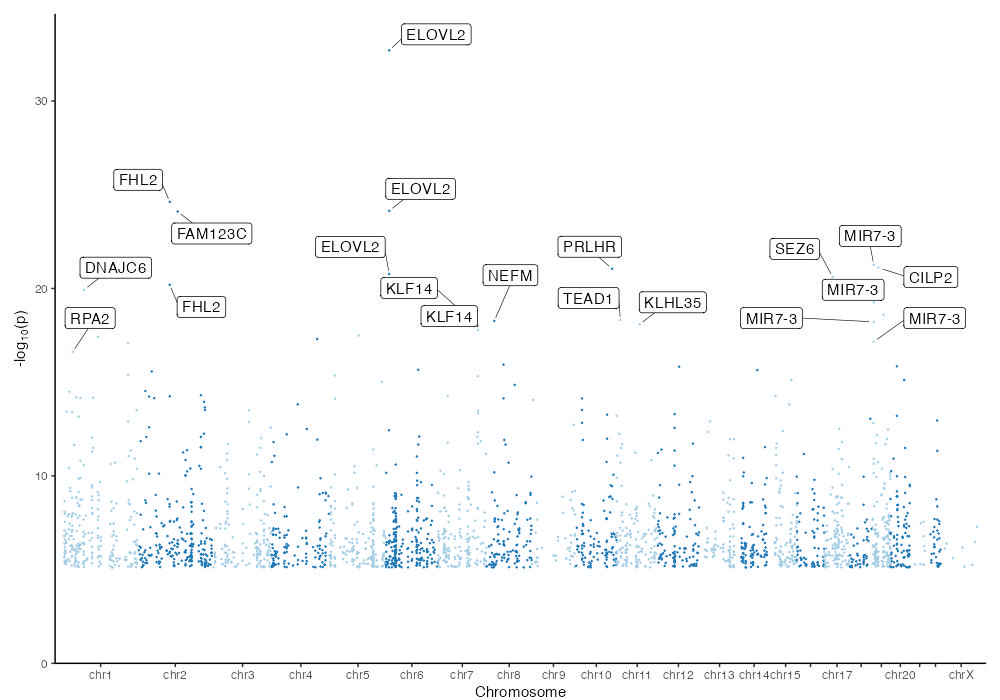 ELOVL2
30
FHL2
ELOVL2
FAM123C
MIR7-3
ELOVL2
PRLHR
SEZ6
DNAJC6
NEFM
CILP2
20
KLF14
MIR7-3
FHL2
TEAD1
KLHL35
RPA2
KLF14
MIR7-3
MIR7-3
-log10(p)
10
0
chr1 chr2 chr3 chr4 chr5 chr6 chr7 chr8 chr9 chr10 chr11 chr12 chr13 chr14 chr15 chr17 chr20 chrX
Chromosome